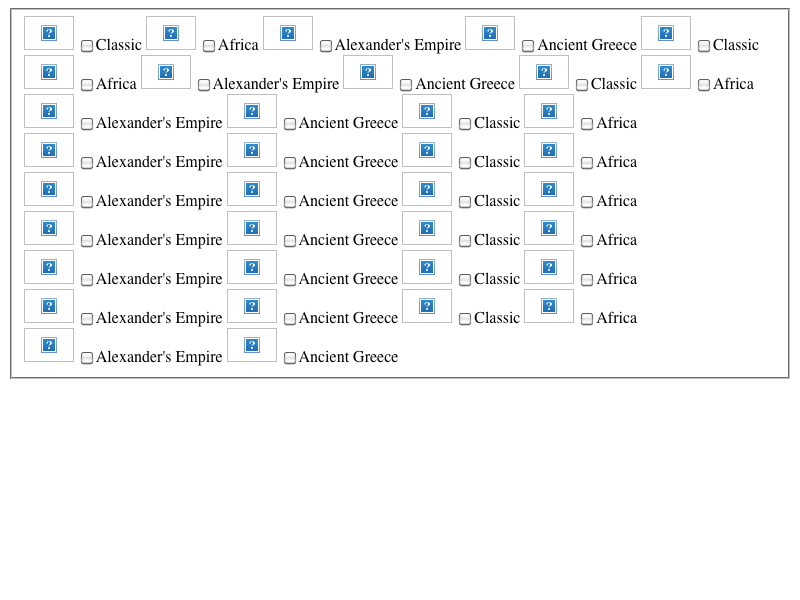 Classic Africa Alexander's Empire Ancient Greece Classic
Africa Alexander's Empire Ancient Greece Classic Africa
Alexander's Empire Ancient Greece Classic Africa
Alexander's Empire Ancient Greece Classic Africa
Alexander's Empire Ancient Greece Classic Africa
Alexander's Empire Ancient Greece Classic Africa
Alexander's Empire Ancient Greece Classic Africa
Alexander's Empire Ancient Greece Classic Africa
Alexander's Empire Ancient Greece